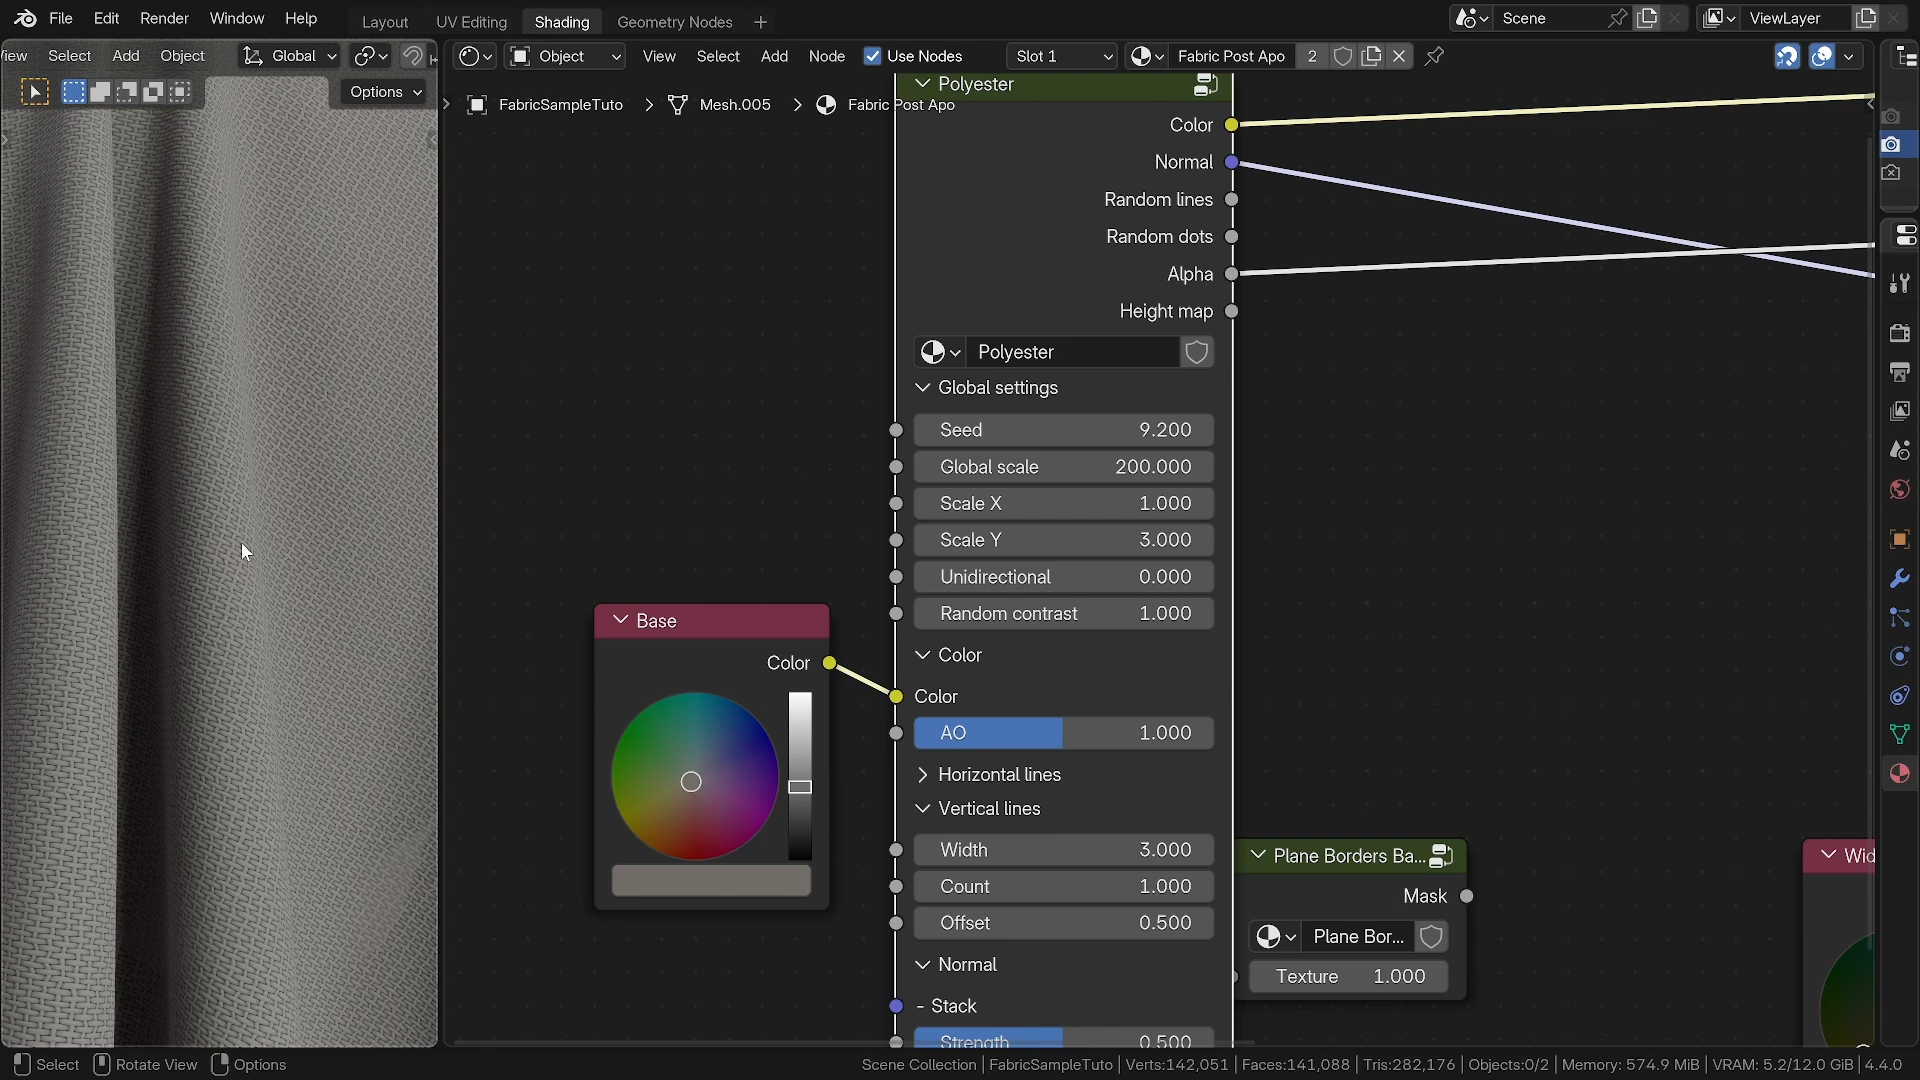 File Edit Render Window Help Layout UV Editing Shading Geometry Nodes + Scene ViewLayer
iew Select Add Object Global Object View Select Add Node Use Nodes Slot 1 Fabric Post Apo 2
Options
FabricSampleTuto > Mesh.005 > Fabric Post Apo
Polyester
Color
Normal
Random lines
Random dots
Alpha
Height map
Polyester
Global settings
Seed 9.200
Global scale 200.000
Scale X 1.000
Scale Y 3.000
Unidirectional 0.000
Random contrast 1.000
Color
Color
AO 1.000
Horizontal lines
Vertical lines
Width 3.000
Count 1.000
Offset 0.500
Normal
- Stack
Strength 0.500
Base
Color
Plane Borders Ba...
Mask
Plane Bor...
Texture 1.000
Wid
Select Rotate View Options
Scene Collection | FabricSampleTuto | Verts:142,051 | Faces:141,088 | Tris:282,176 | Objects:0/2 | Memory: 574.9 MiB | VRAM: 5.2/12.0 GiB | 4.4.0